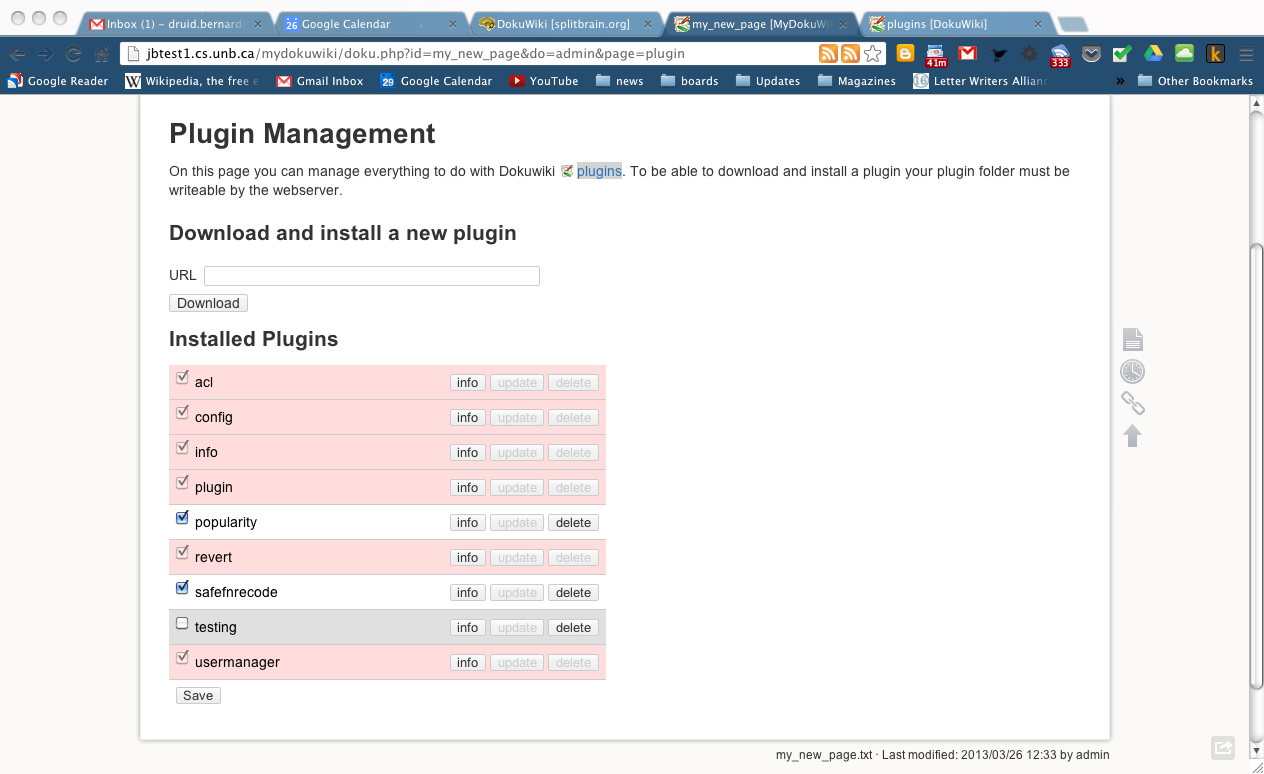 Inbox (1) - druid.bernard
Google Calendar
DokuWiki [splitbrain.org]
my_new_page [MyDokuWi
plugins [DokuWiki]
jbtest1.cs.unb.ca/mydokuwiki/doku.php?id=my_new_page&do=admin&page=plugin
41m
333
k
Google Reader
Wikipedia, the free e
Gmail Inbox
Google Calendar
YouTube
news
boards
Updates
Magazines
Letter Writers Allianc
»
Other Bookmarks
Plugin Management
On this page you can manage everything to do with Dokuwiki plugins. To be able to download and install a plugin your plugin folder must be
writeable by the webserver.
Download and install a new plugin
URL
Download
Installed Plugins
acl info update delete
config info update delete
info info update delete
plugin info update delete
popularity info update delete
revert info update delete
safefnrecode info update delete
testing info update delete
usermanager info update delete
Save
my_new_page.txt · Last modified: 2013/03/26 12:33 by admin